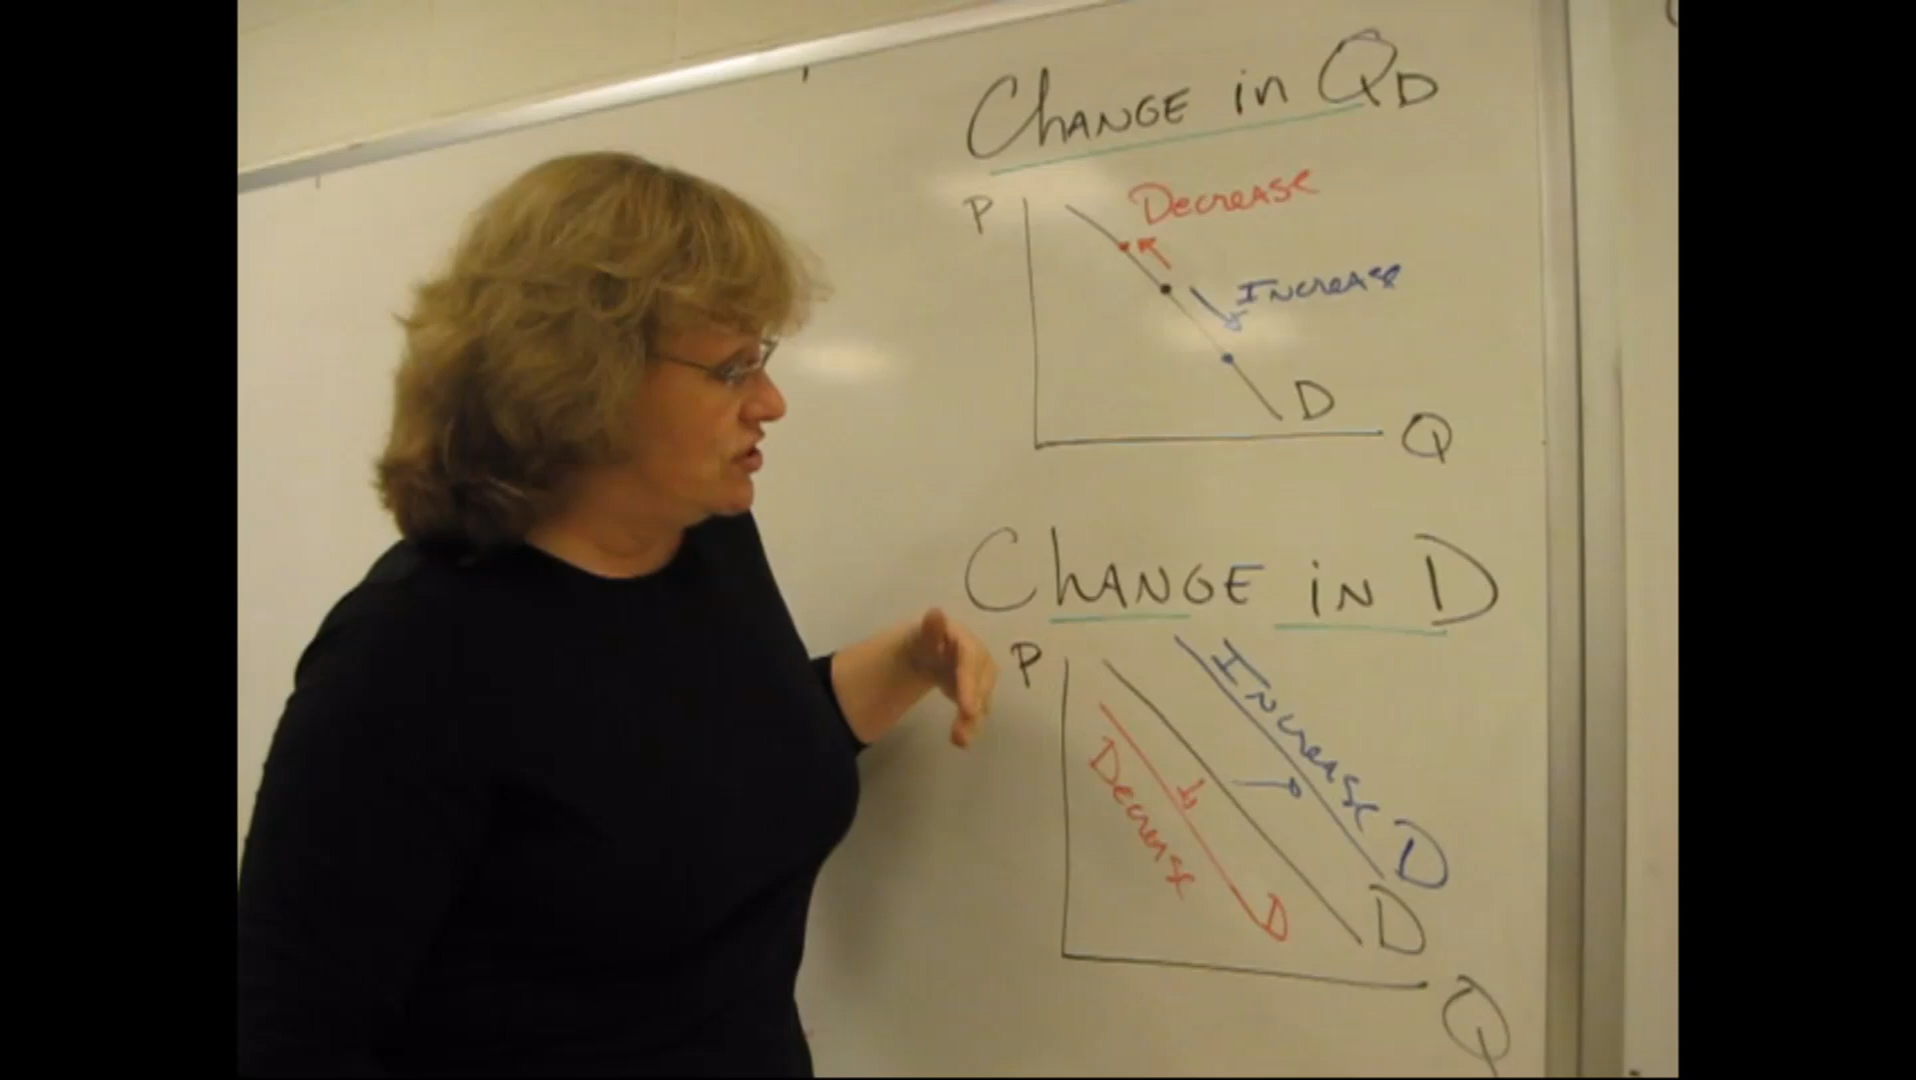 Change in QD
P
Decrease
Increase
D
Q
Change in D
P
Increase D
Decrease D
D
Q